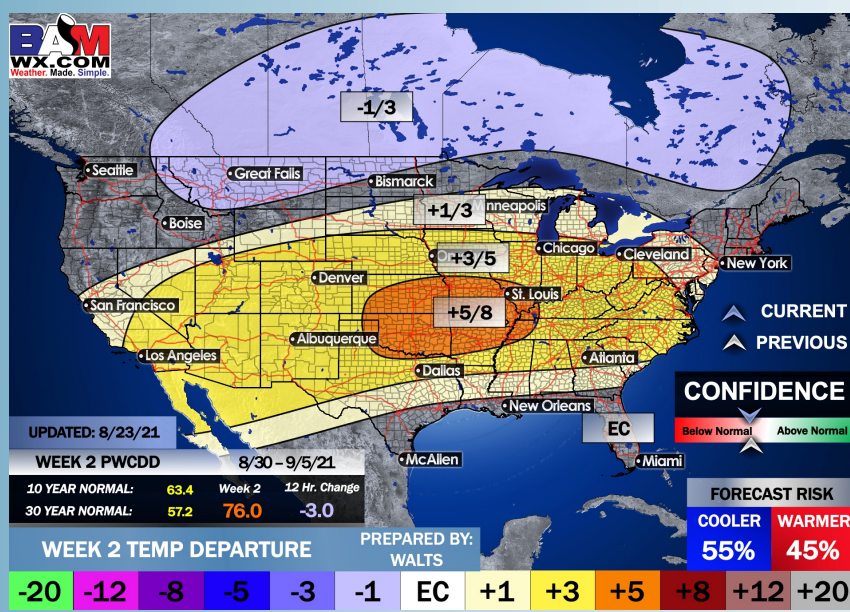 BAM
WX.COM
Weather. Made. Simple.
-1/3
Seattle
Great Falls
Bismarck
Boise
+1/3
nneapolis
+3/5
Chicago
Cleveland
New York
Denver
San Francisco
+5/8
St. Louis
Albuquerque
Los Angeles
Dallas
Atlanta
New Orleans
EC
McAllen
Miami
CURRENT
PREVIOUS
CONFIDENCE
Below Normal
Above Normal
UPDATED: 8/23/21
WEEK 2 PWCDD 8/30 - 9/5/21
10 YEAR NORMAL: 63.4 Week 2 12 Hr. Change
30 YEAR NORMAL: 57.2 76.0 -3.0
FORECAST RISK
COOLER WARMER
55% 45%
WEEK 2 TEMP DEPARTURE
PREPARED BY:
WALTS
-20 -12 -8 -5 -3 -1 EC +1 +3 +5 +8 +12 +20